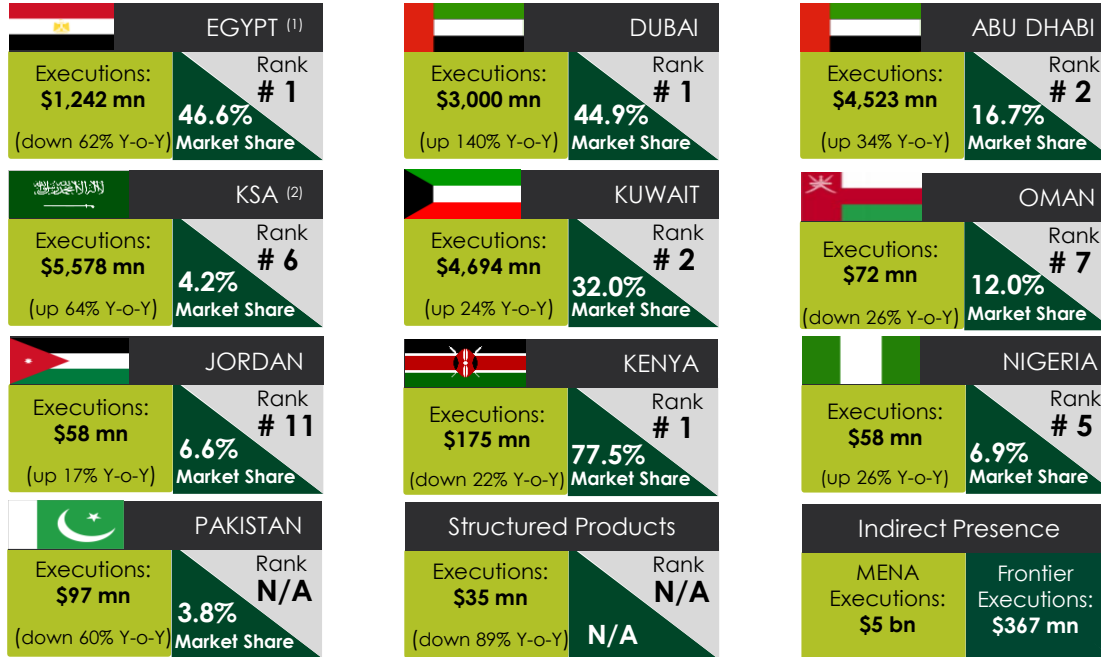 EGYPT (1)
Executions:
$1,242 mn
(down 62% Y-o-Y)
46.6%
Market Share
Rank
# 1
DUBAI
Executions:
$3,000 mn
(up 140% Y-o-Y)
44.9%
Market Share
Rank
# 1
ABU DHABI
Executions:
$4,523 mn
(up 34% Y-o-Y)
16.7%
Market Share
Rank
# 2
KSA (2)
Executions:
$5,578 mn
(up 64% Y-o-Y)
4.2%
Market Share
Rank
# 6
KUWAIT
Executions:
$4,694 mn
(up 24% Y-o-Y)
32.0%
Market Share
Rank
# 2
OMAN
Executions:
$72 mn
(down 26% Y-o-Y)
12.0%
Market Share
Rank
# 7
JORDAN
Executions:
$58 mn
(up 17% Y-o-Y)
6.6%
Market Share
Rank
# 11
KENYA
Executions:
$175 mn
(down 22% Y-o-Y)
77.5%
Market Share
Rank
# 1
NIGERIA
Executions:
$58 mn
(up 26% Y-o-Y)
6.9%
Market Share
Rank
# 5
PAKISTAN
Executions:
$97 mn
(down 60% Y-o-Y)
3.8%
Market Share
Rank
N/A
Structured Products
Executions:
$35 mn
(down 89% Y-o-Y)
N/A
Rank
N/A
Indirect Presence
MENA
Executions:
$5 bn
Frontier
Executions:
$367 mn